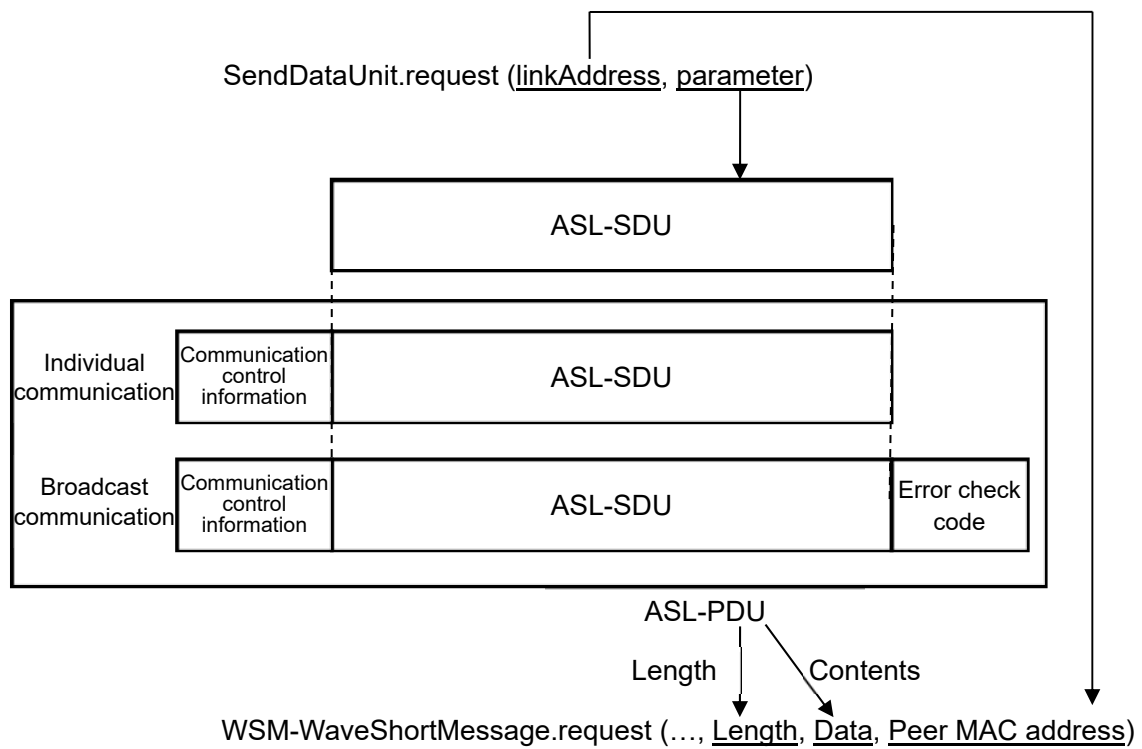 SendDataUnit.request (linkAddress, parameter)
ASL-SDU
Individual
communication
Communication
control
information
ASL-SDU
Broadcast
communication
Communication
control
information
ASL-SDU
Error check
code
ASL-PDU
Length
Contents
WSM-WaveShortMessage.request (…, Length, Data, Peer MAC address)